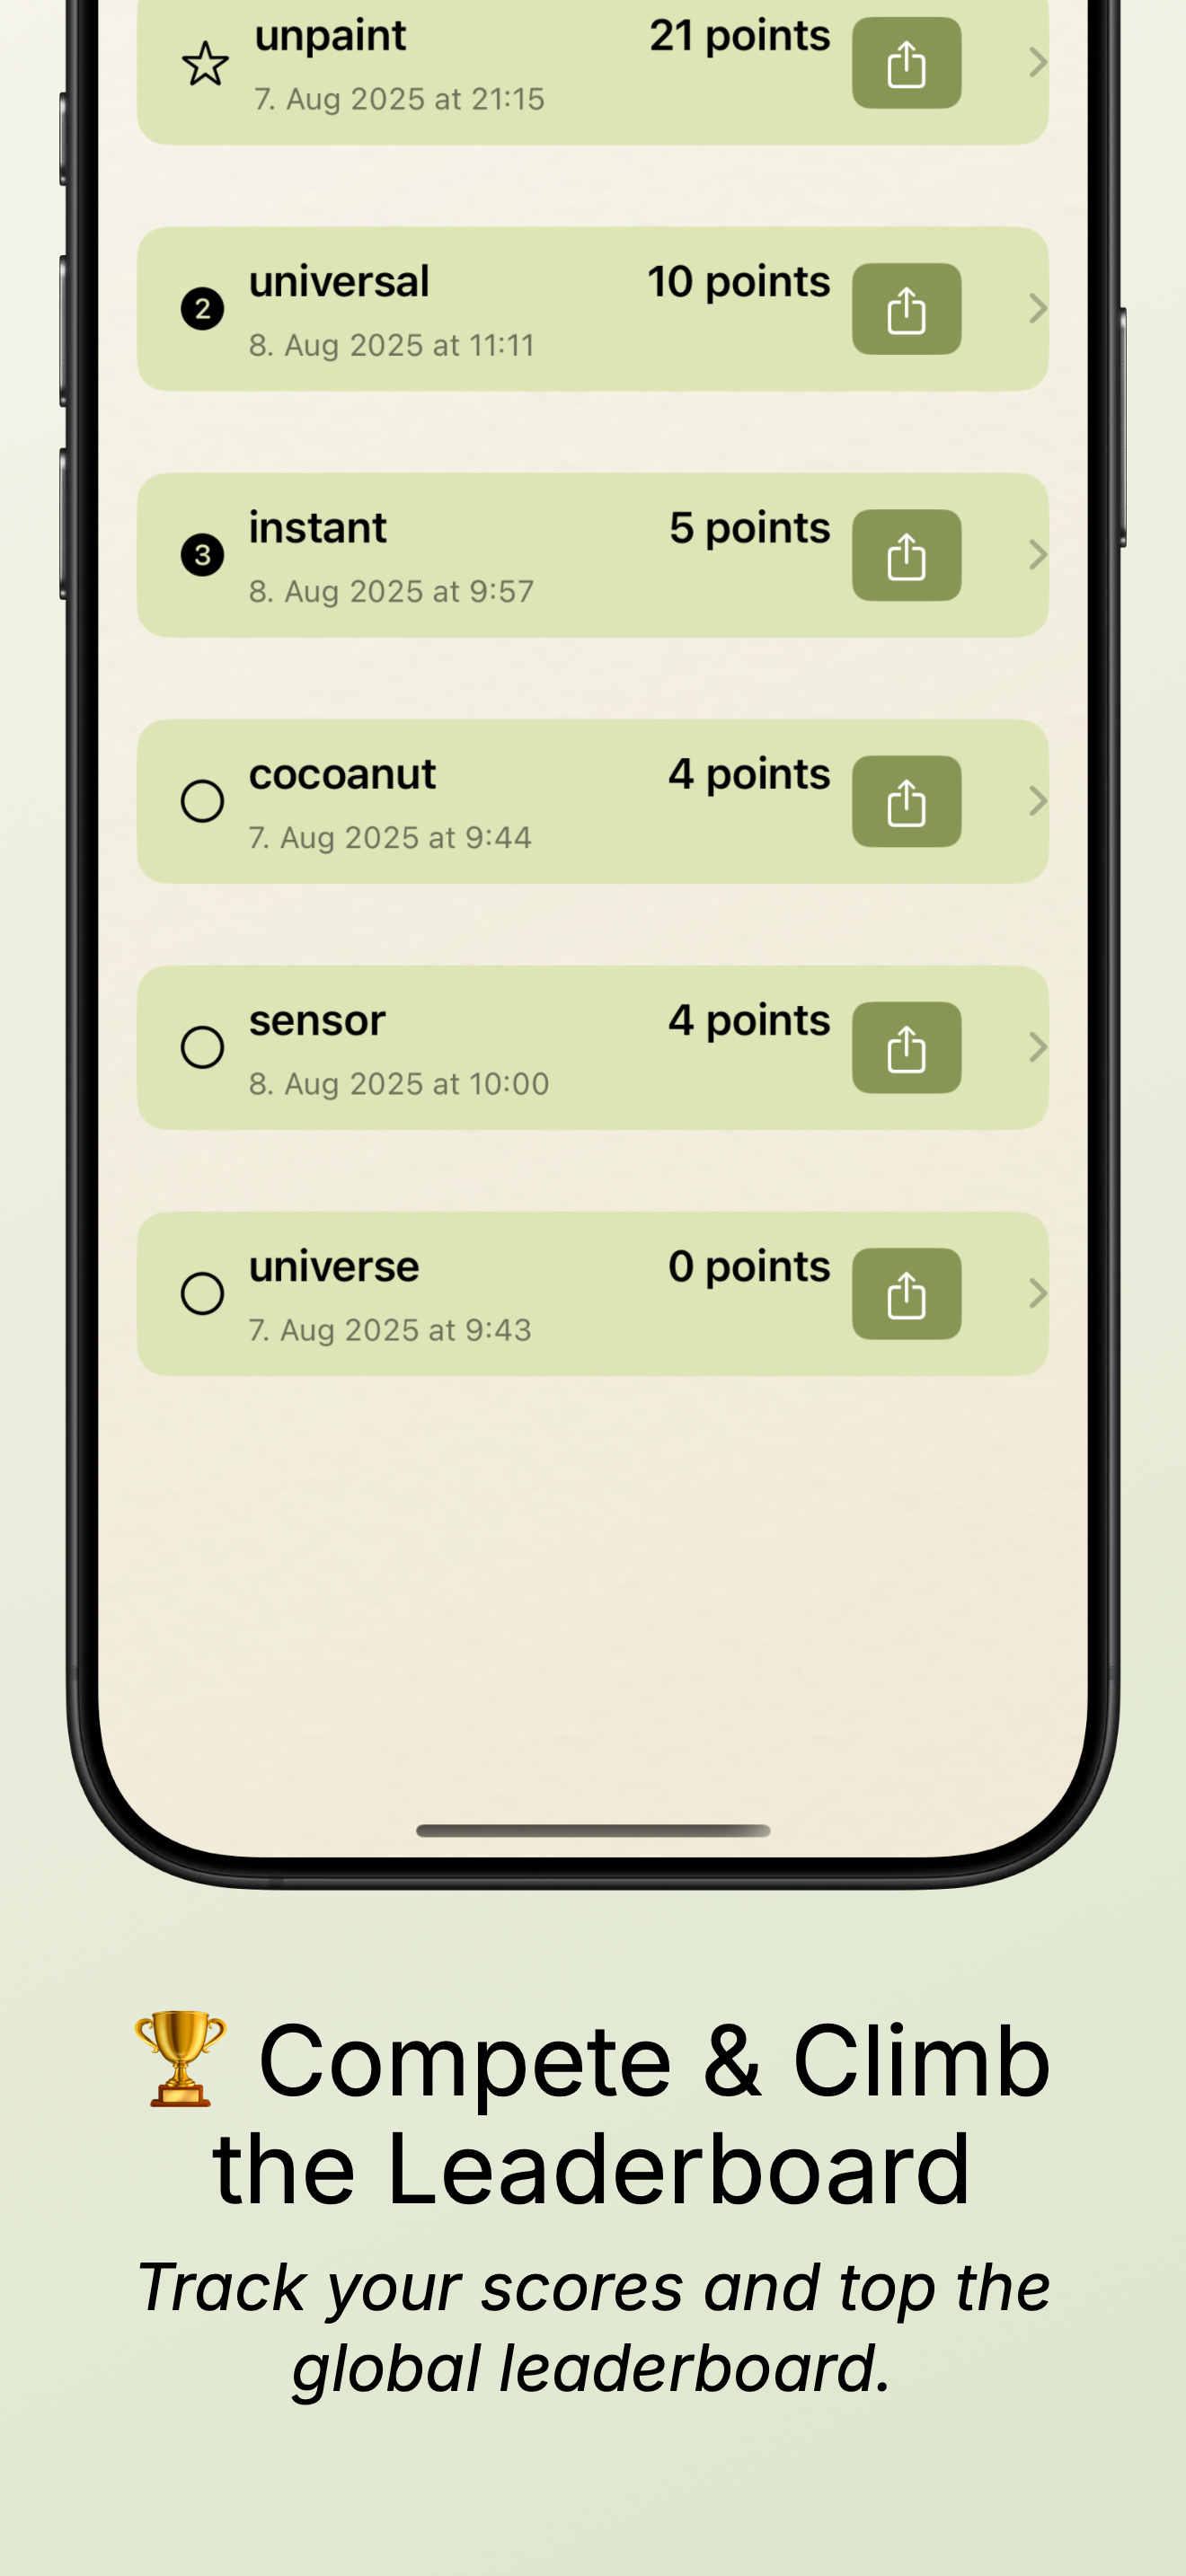 unpaint 21 points
7. Aug 2025 at 21:15
2 universal 10 points
8. Aug 2025 at 11:11
3 instant 5 points
8. Aug 2025 at 9:57
cocoanut 4 points
7. Aug 2025 at 9:44
sensor 4 points
8. Aug 2025 at 10:00
universe 0 points
7. Aug 2025 at 9:43
🏆 Compete & Climb
the Leaderboard
Track your scores and top the
global leaderboard.